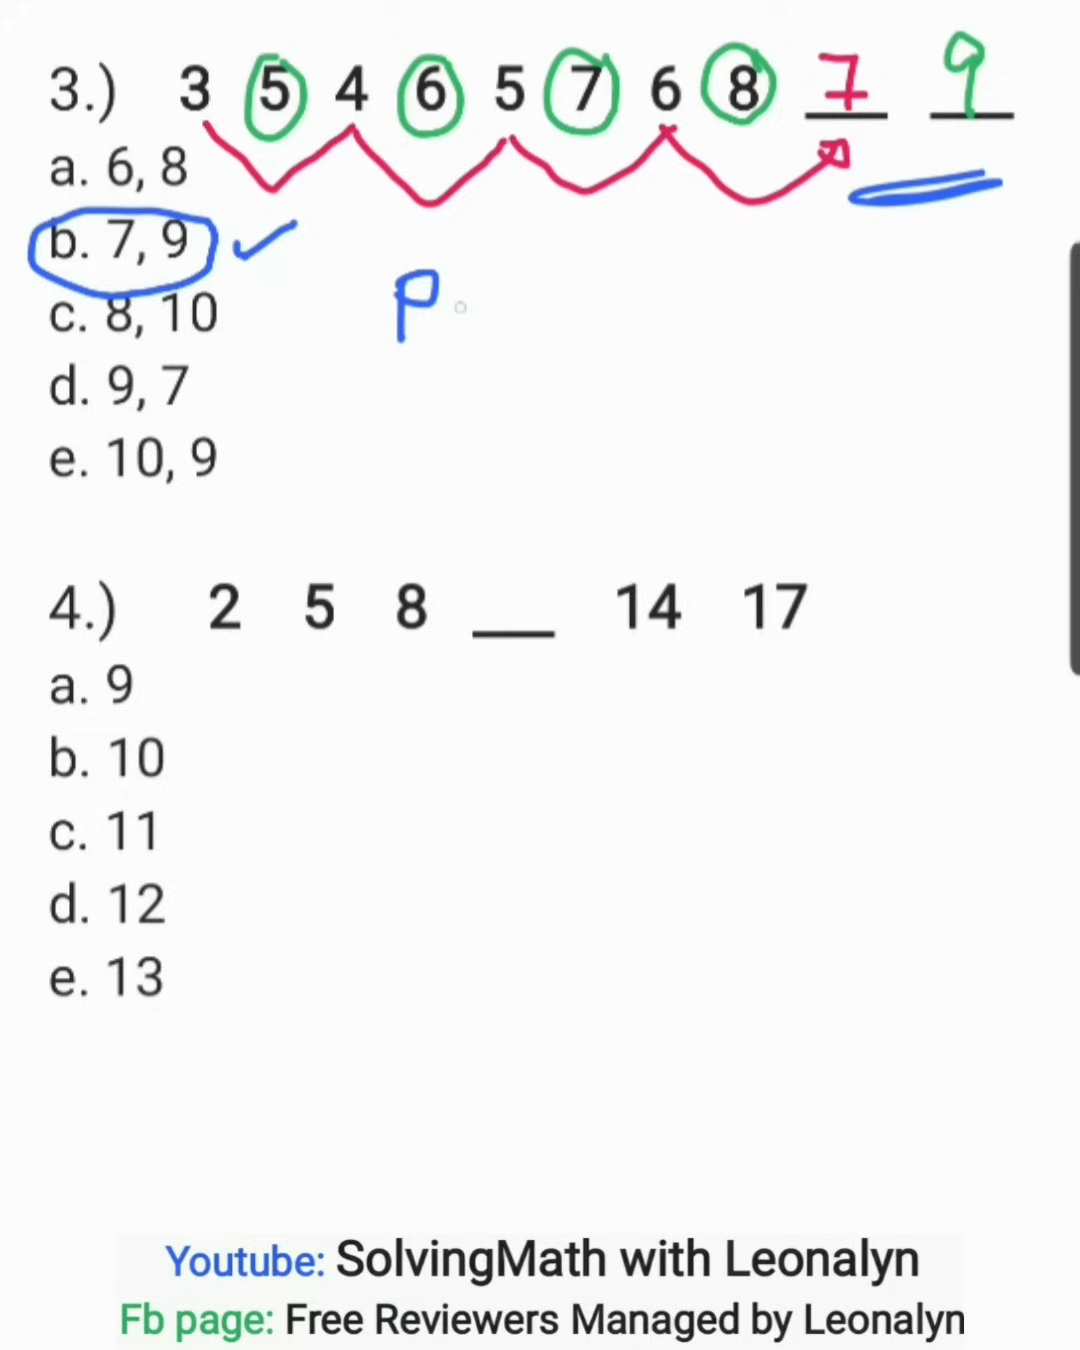 3.) 3 5 4 6 5 7 6 8 7 9
a. 6, 8
b. 7, 9
c. 8, 10
P
d. 9, 7
e. 10, 9
4.) 2 5 8 __ 14 17
a. 9
b. 10
c. 11
d. 12
e. 13
Youtube: SolvingMath with Leonalyn
Fb page: Free Reviewers Managed by Leonalyn